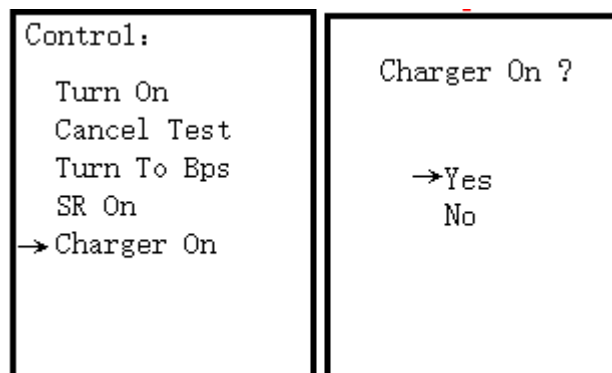 Control:
Turn On
Cancel Test
Turn To Bps
SR On
→Charger On
Charger On ?
→Yes
No